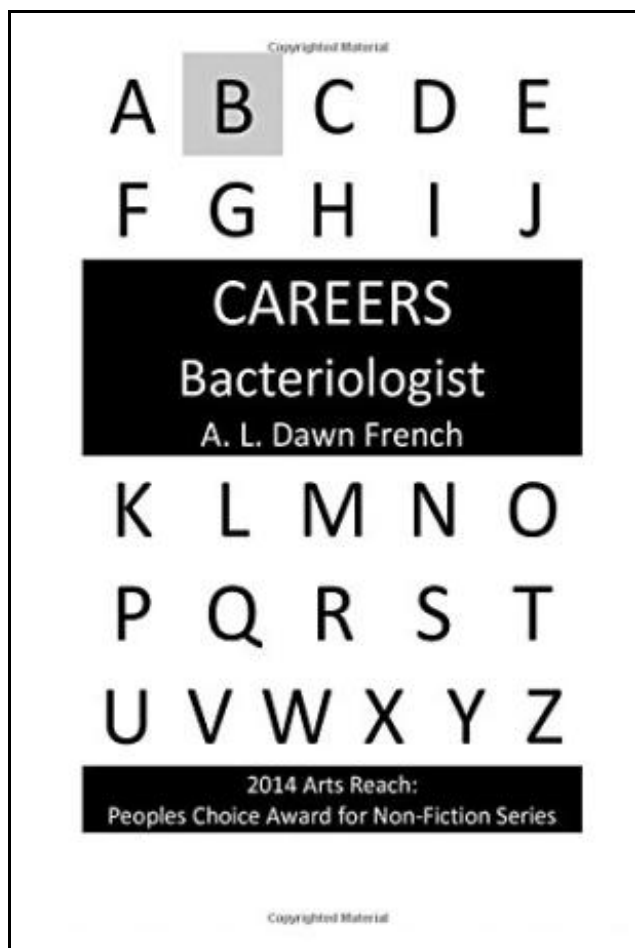 Copyrighted Material
A B C D E
F G H I J
CAREERS
Bacteriologist
A. L. Dawn French
K L M N O
P Q R S T
U V W X Y Z
2014 Arts Reach:
Peoples Choice Award for Non-Fiction Series
Copyrighted Material